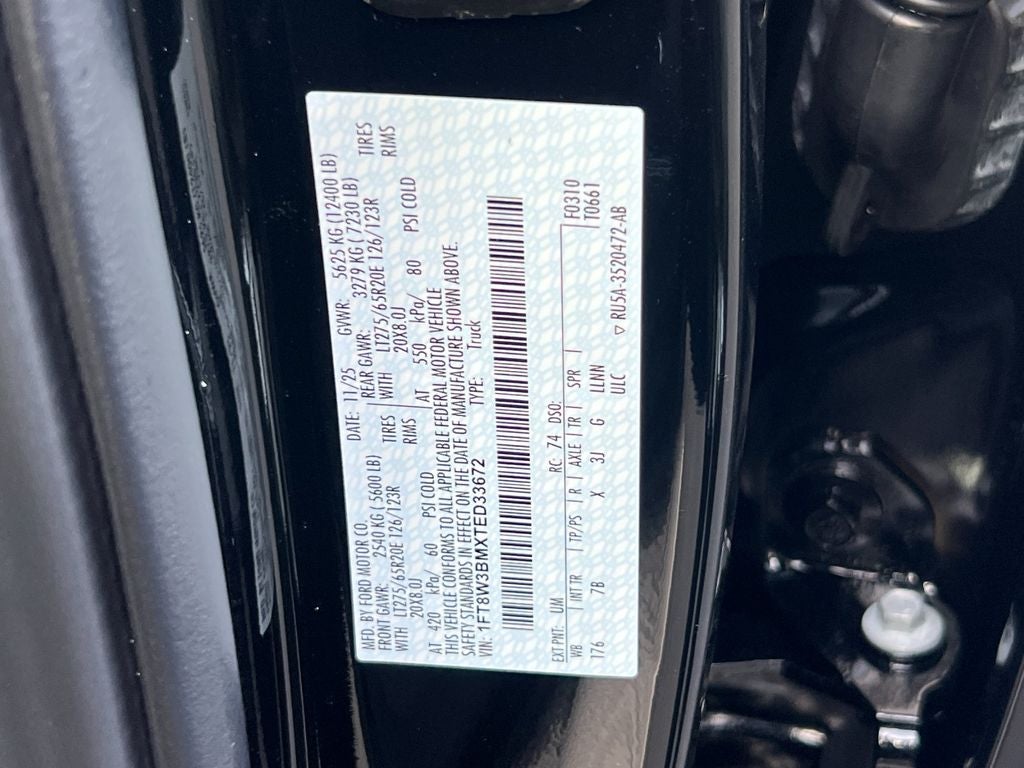 MFD. BY FORD MOTOR CO. DATE: 11/25 GVWR: 5625 KG (12400 LB)
FRONT GAWR: 2540 KG ( 5600 LB) REAR GAWR: 3279 KG ( 7230 LB)
WITH LT275/65R20E 126/123R TIRES WITH LT275/65R20E 126/123R TIRES
20X8.0J RIMS 20X8.0J RIMS
AT 420 kPa/ 60 PSI COLD AT 550 kPa/ 80 PSI COLD
THIS VEHICLE CONFORMS TO ALL APPLICABLE FEDERAL MOTOR VEHICLE
SAFETY STANDARDS IN EFFECT ON THE DATE OF MANUFACTURE SHOWN ABOVE.
VIN: 1FT8W3BMXTED33672 TYPE: Truck
EXT PNT: UM RC: 74 DSO: F0310
WB INT TR TP/PS R AXLE TR SPR T0661
176 7B X 3J G LLNN
ULC ▽ RU5A-3520472-AB